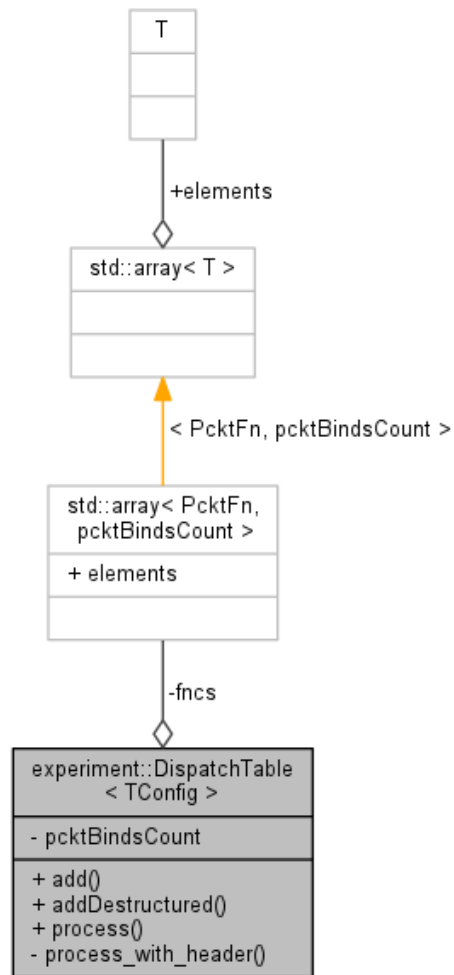 T
+elements
std::array< T >
< PcktFn, pcktBindsCount >
std::array< PcktFn,
pcktBindsCount >
+ elements
-fncs
experiment::DispatchTable
< TConfig >
- pcktBindsCount
+ add()
+ addDestructured()
+ process()
- process_with_header()